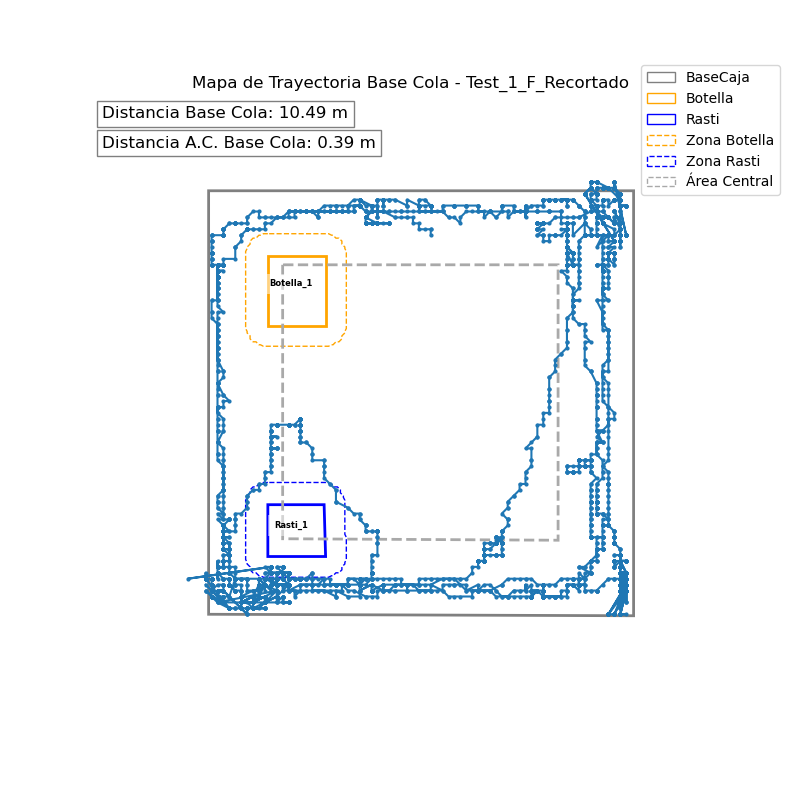 Mapa de Trayectoria Base Cola - Test_1_F_Recortado
Distancia Base Cola: 10.49 m
Distancia A.C. Base Cola: 0.39 m
BaseCaja
Botella
Rasti
Zona Botella
Zona Rasti
Área Central
Botella_1
Rasti_1